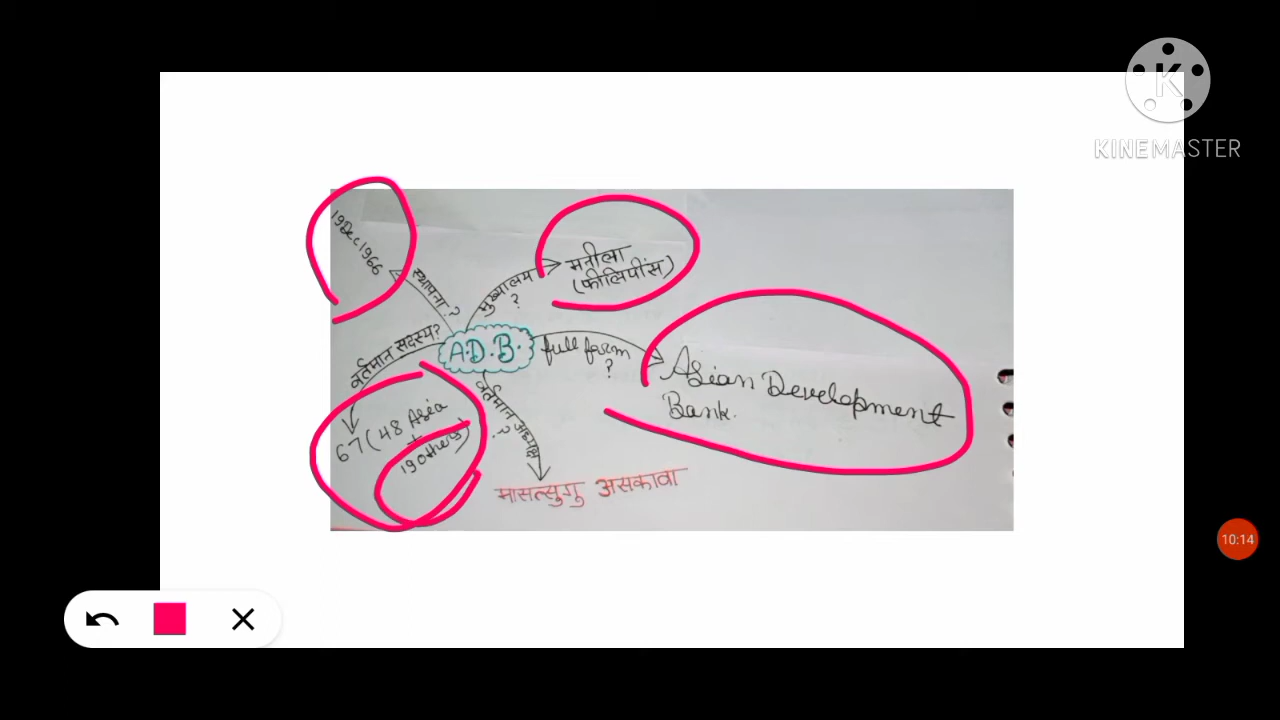 KINEMASTER
19 Dec 1966
स्थापना ?
मुख्यालय
?
मनीला
(फीलिपींस)
वर्तमान सदस्य?
A.D.B.
full form
?
Asian Development
Bank.
67 (48 Asia
+
19 Others)
वर्तमान अध्यक्ष
?
मासत्सुगु असकावा
10:14